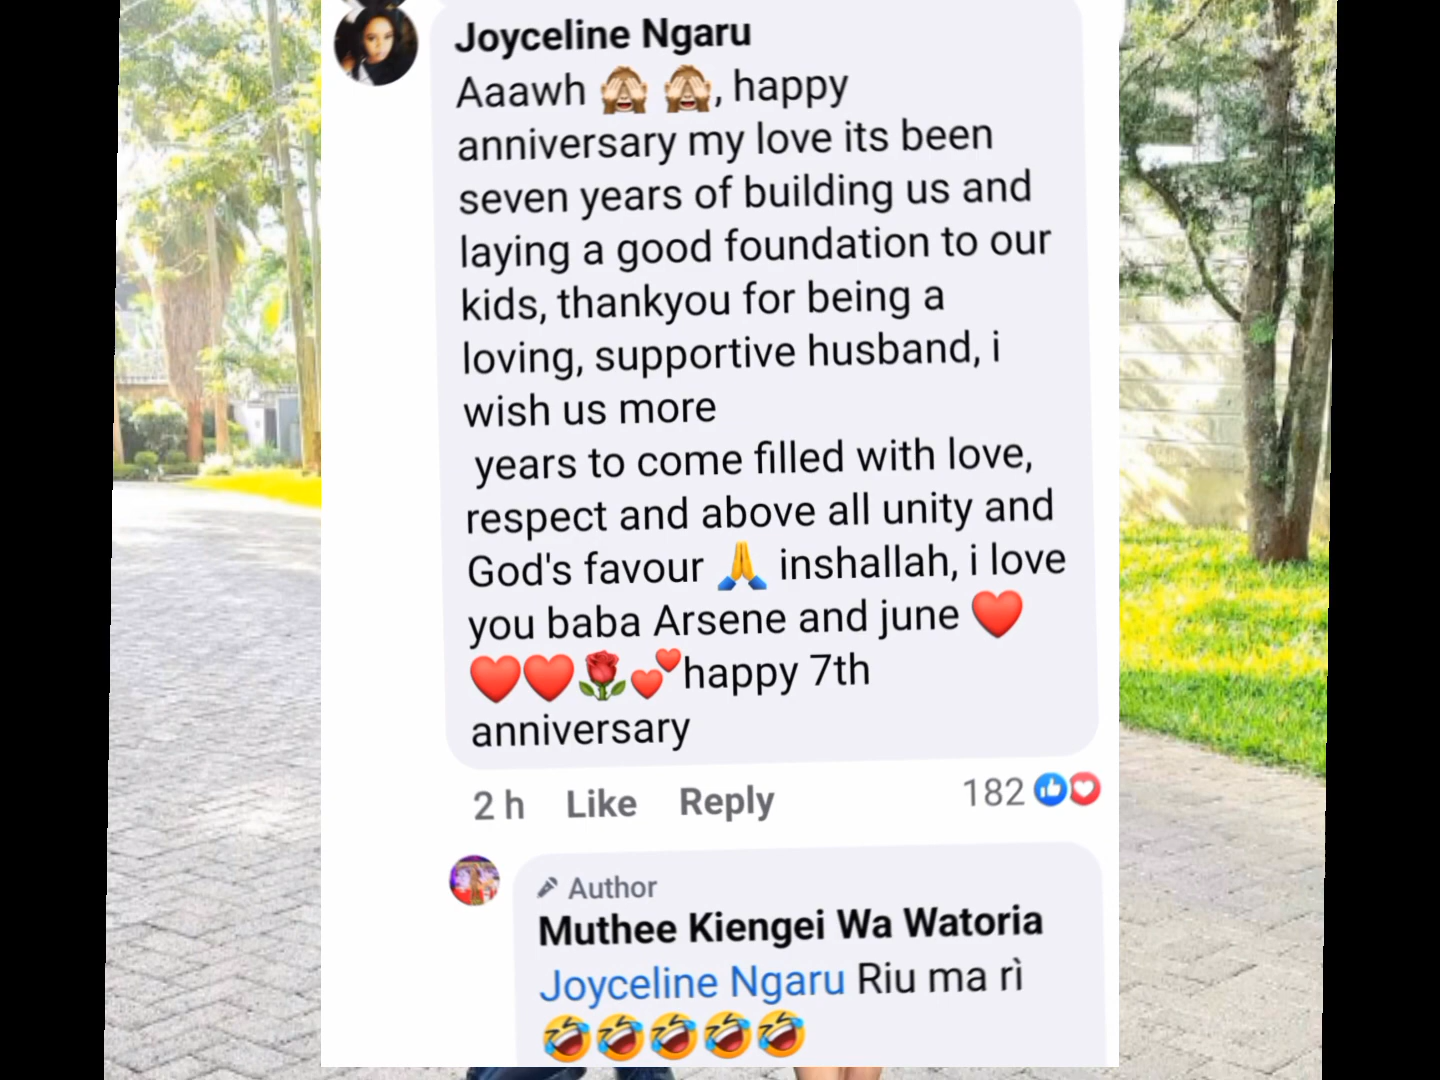 Joyceline Ngaru
Aaawh 🙈 🙈, happy
anniversary my love its been
seven years of building us and
laying a good foundation to our
kids, thankyou for being a
loving, supportive husband, i
wish us more
years to come filled with love,
respect and above all unity and
God's favour 🙏 inshallah, i love
you baba Arsene and june ❤️
❤️❤️🌹💕happy 7th
anniversary
2 h Like Reply 182
Author
Muthee Kiengei Wa Watoria
Joyceline Ngaru Riu ma rì
🤣🤣🤣🤣🤣